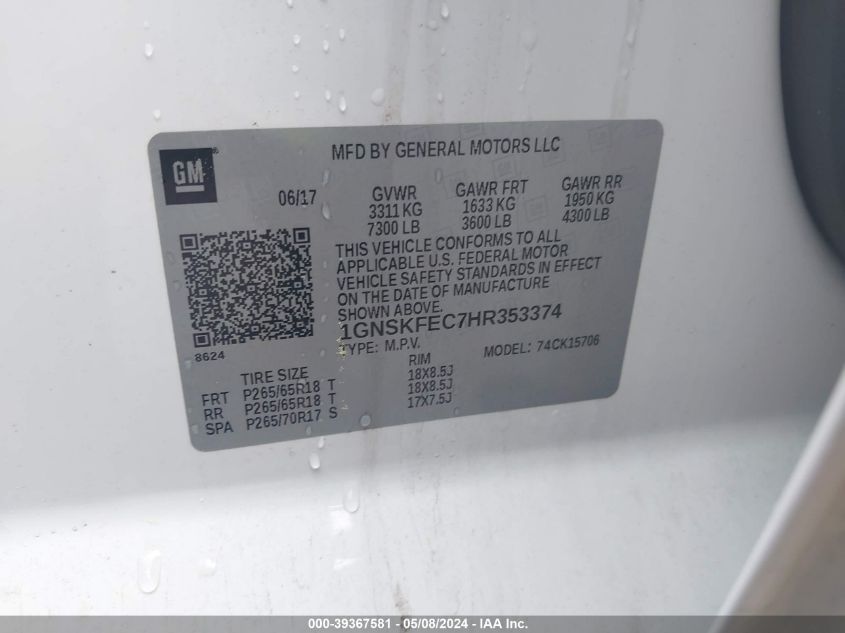 MFD BY GENERAL MOTORS LLC
GM
06/17
GVWR GAWR FRT GAWR RR
3311 KG 1633 KG 1950 KG
7300 LB 3600 LB 4300 LB
THIS VEHICLE CONFORMS TO ALL
APPLICABLE U.S. FEDERAL MOTOR
VEHICLE SAFETY STANDARDS IN EFFECT
ON THE DATE OF MANUFACTURE
SHOWN ABOVE.
1GNSKFEC7HR353374
TYPE: M.P.V. MODEL: 74CK15706
8624
TIRE SIZE RIM
FRT P265/65R18 T 18X8.5J
RR P265/65R18 T 18X8.5J
SPA P265/70R17 S 17X7.5J
000-39367581 - 05/08/2024 - IAA Inc.